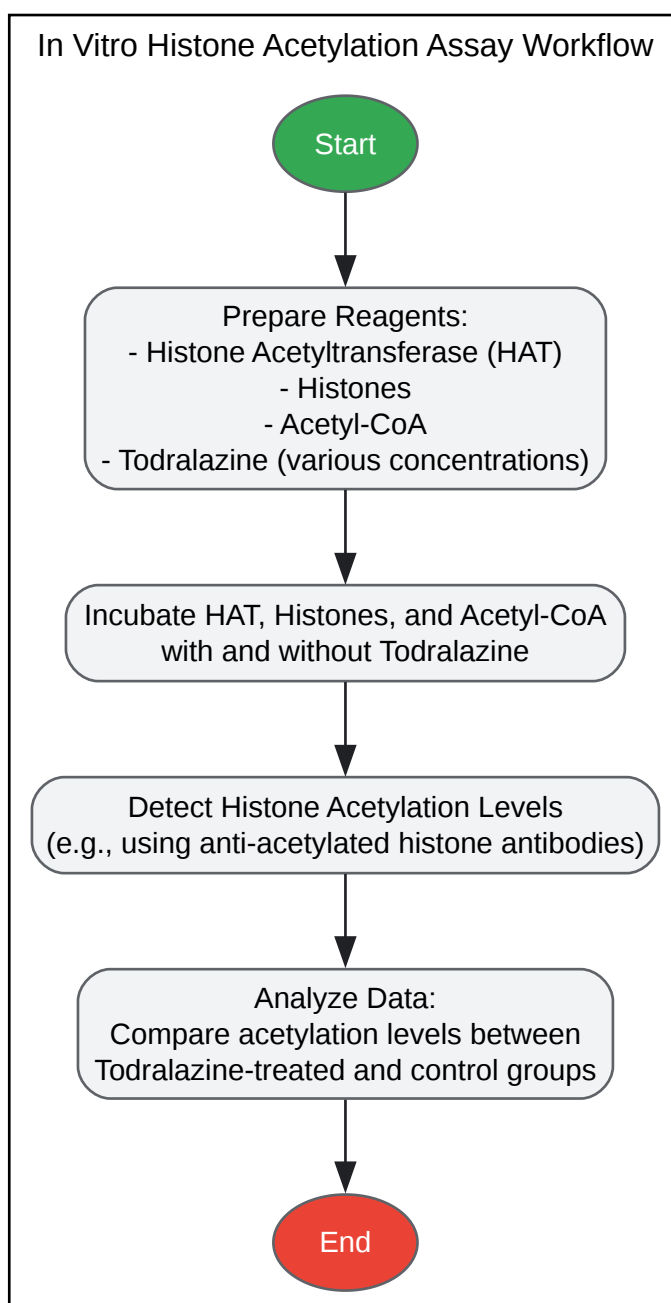 In Vitro Histone Acetylation Assay Workflow
Start
Prepare Reagents:
- Histone Acetyltransferase (HAT)
- Histones
- Acetyl-CoA
- Todralazine (various concentrations)
Incubate HAT, Histones, and Acetyl-CoA
with and without Todralazine
Detect Histone Acetylation Levels
(e.g., using anti-acetylated histone antibodies)
Analyze Data:
Compare acetylation levels between
Todralazine-treated and control groups
End